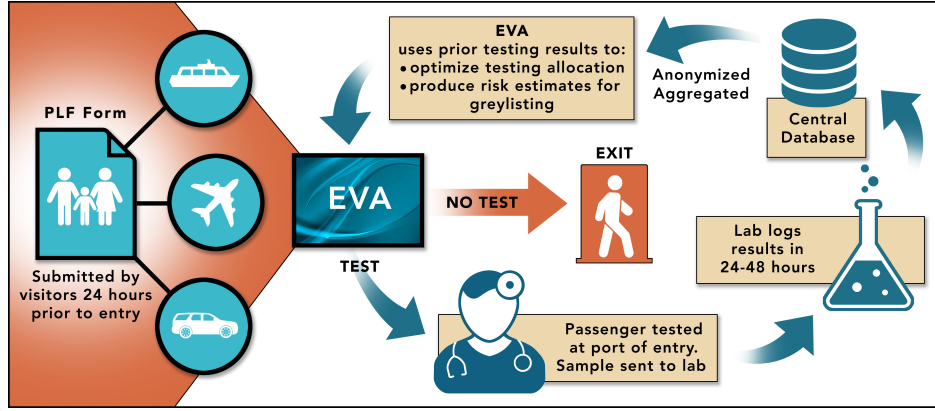 PLF Form
Submitted by
visitors 24 hours
prior to entry
EVA
EVA
uses prior testing results to:
• optimize testing allocation
• produce risk estimates for
greylisting
NO TEST
EXIT
TEST
Passenger tested
at port of entry.
Sample sent to lab
Lab logs
results in
24-48 hours
Central
Database
Anonymized
Aggregated